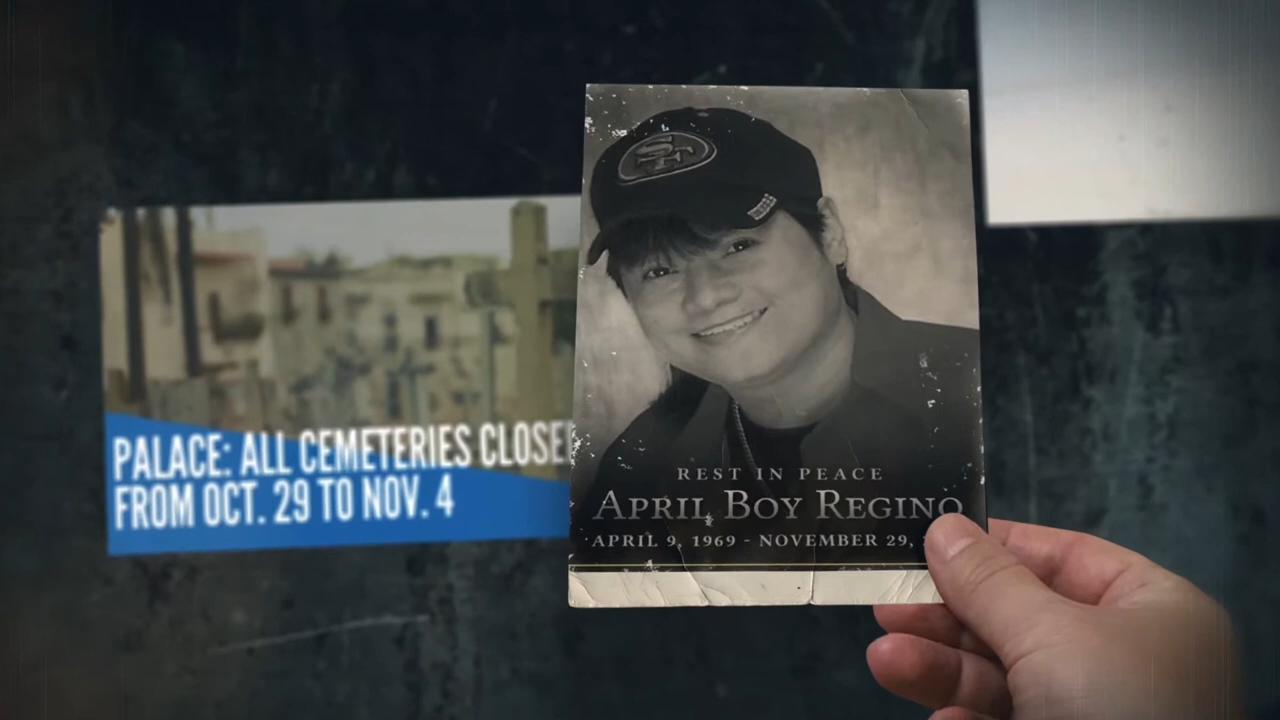 PALACE: ALL CEMETERIES CLOSE
FROM OCT. 29 TO NOV. 4
SF
REST IN PEACE
APRIL BOY REGINO
APRIL 9, 1969 - NOVEMBER 29,